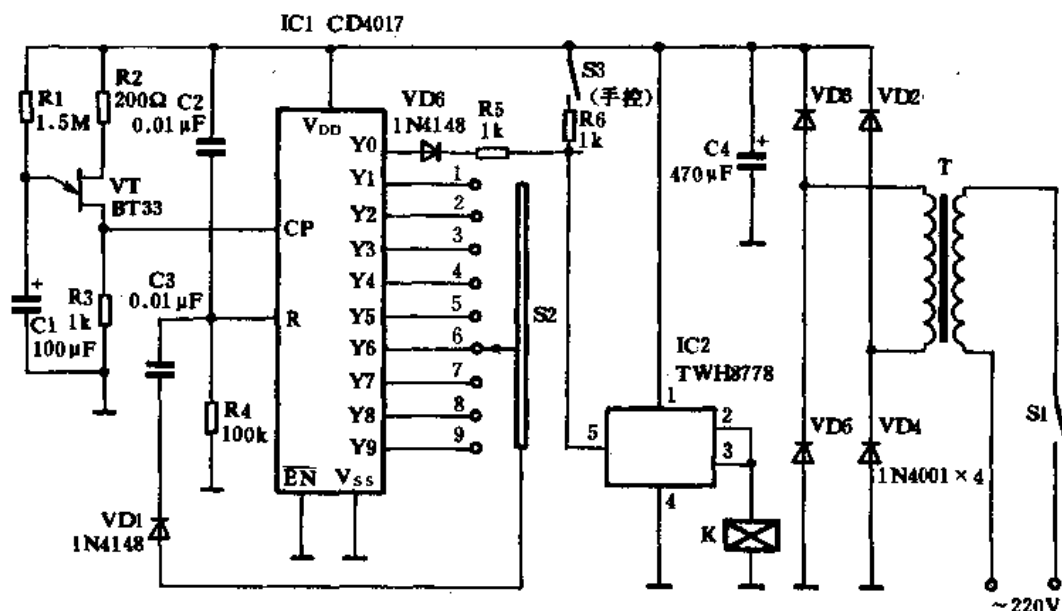 IC1 CD4017
R1
1.5M
R2
200Ω
C2
0.01μF
VT
BT33
C1
100μF
+
R3
1k
C3
0.01μF
R4
100k
VD1
1N4148
VDD
CP
R
EN
VSS
Y0
Y1
Y2
Y3
Y4
Y5
Y6
Y7
Y8
Y9
VD6
1N4148
R5
1k
1
2
3
4
5
6
7
8
9
S2
S3
(手控)
R6
1k
C4
470μF
+
IC2
TWH8778
1
2
3
4
5
K
VD3
VD2
VD6
VD4
1N4001×4
T
S1
~220V